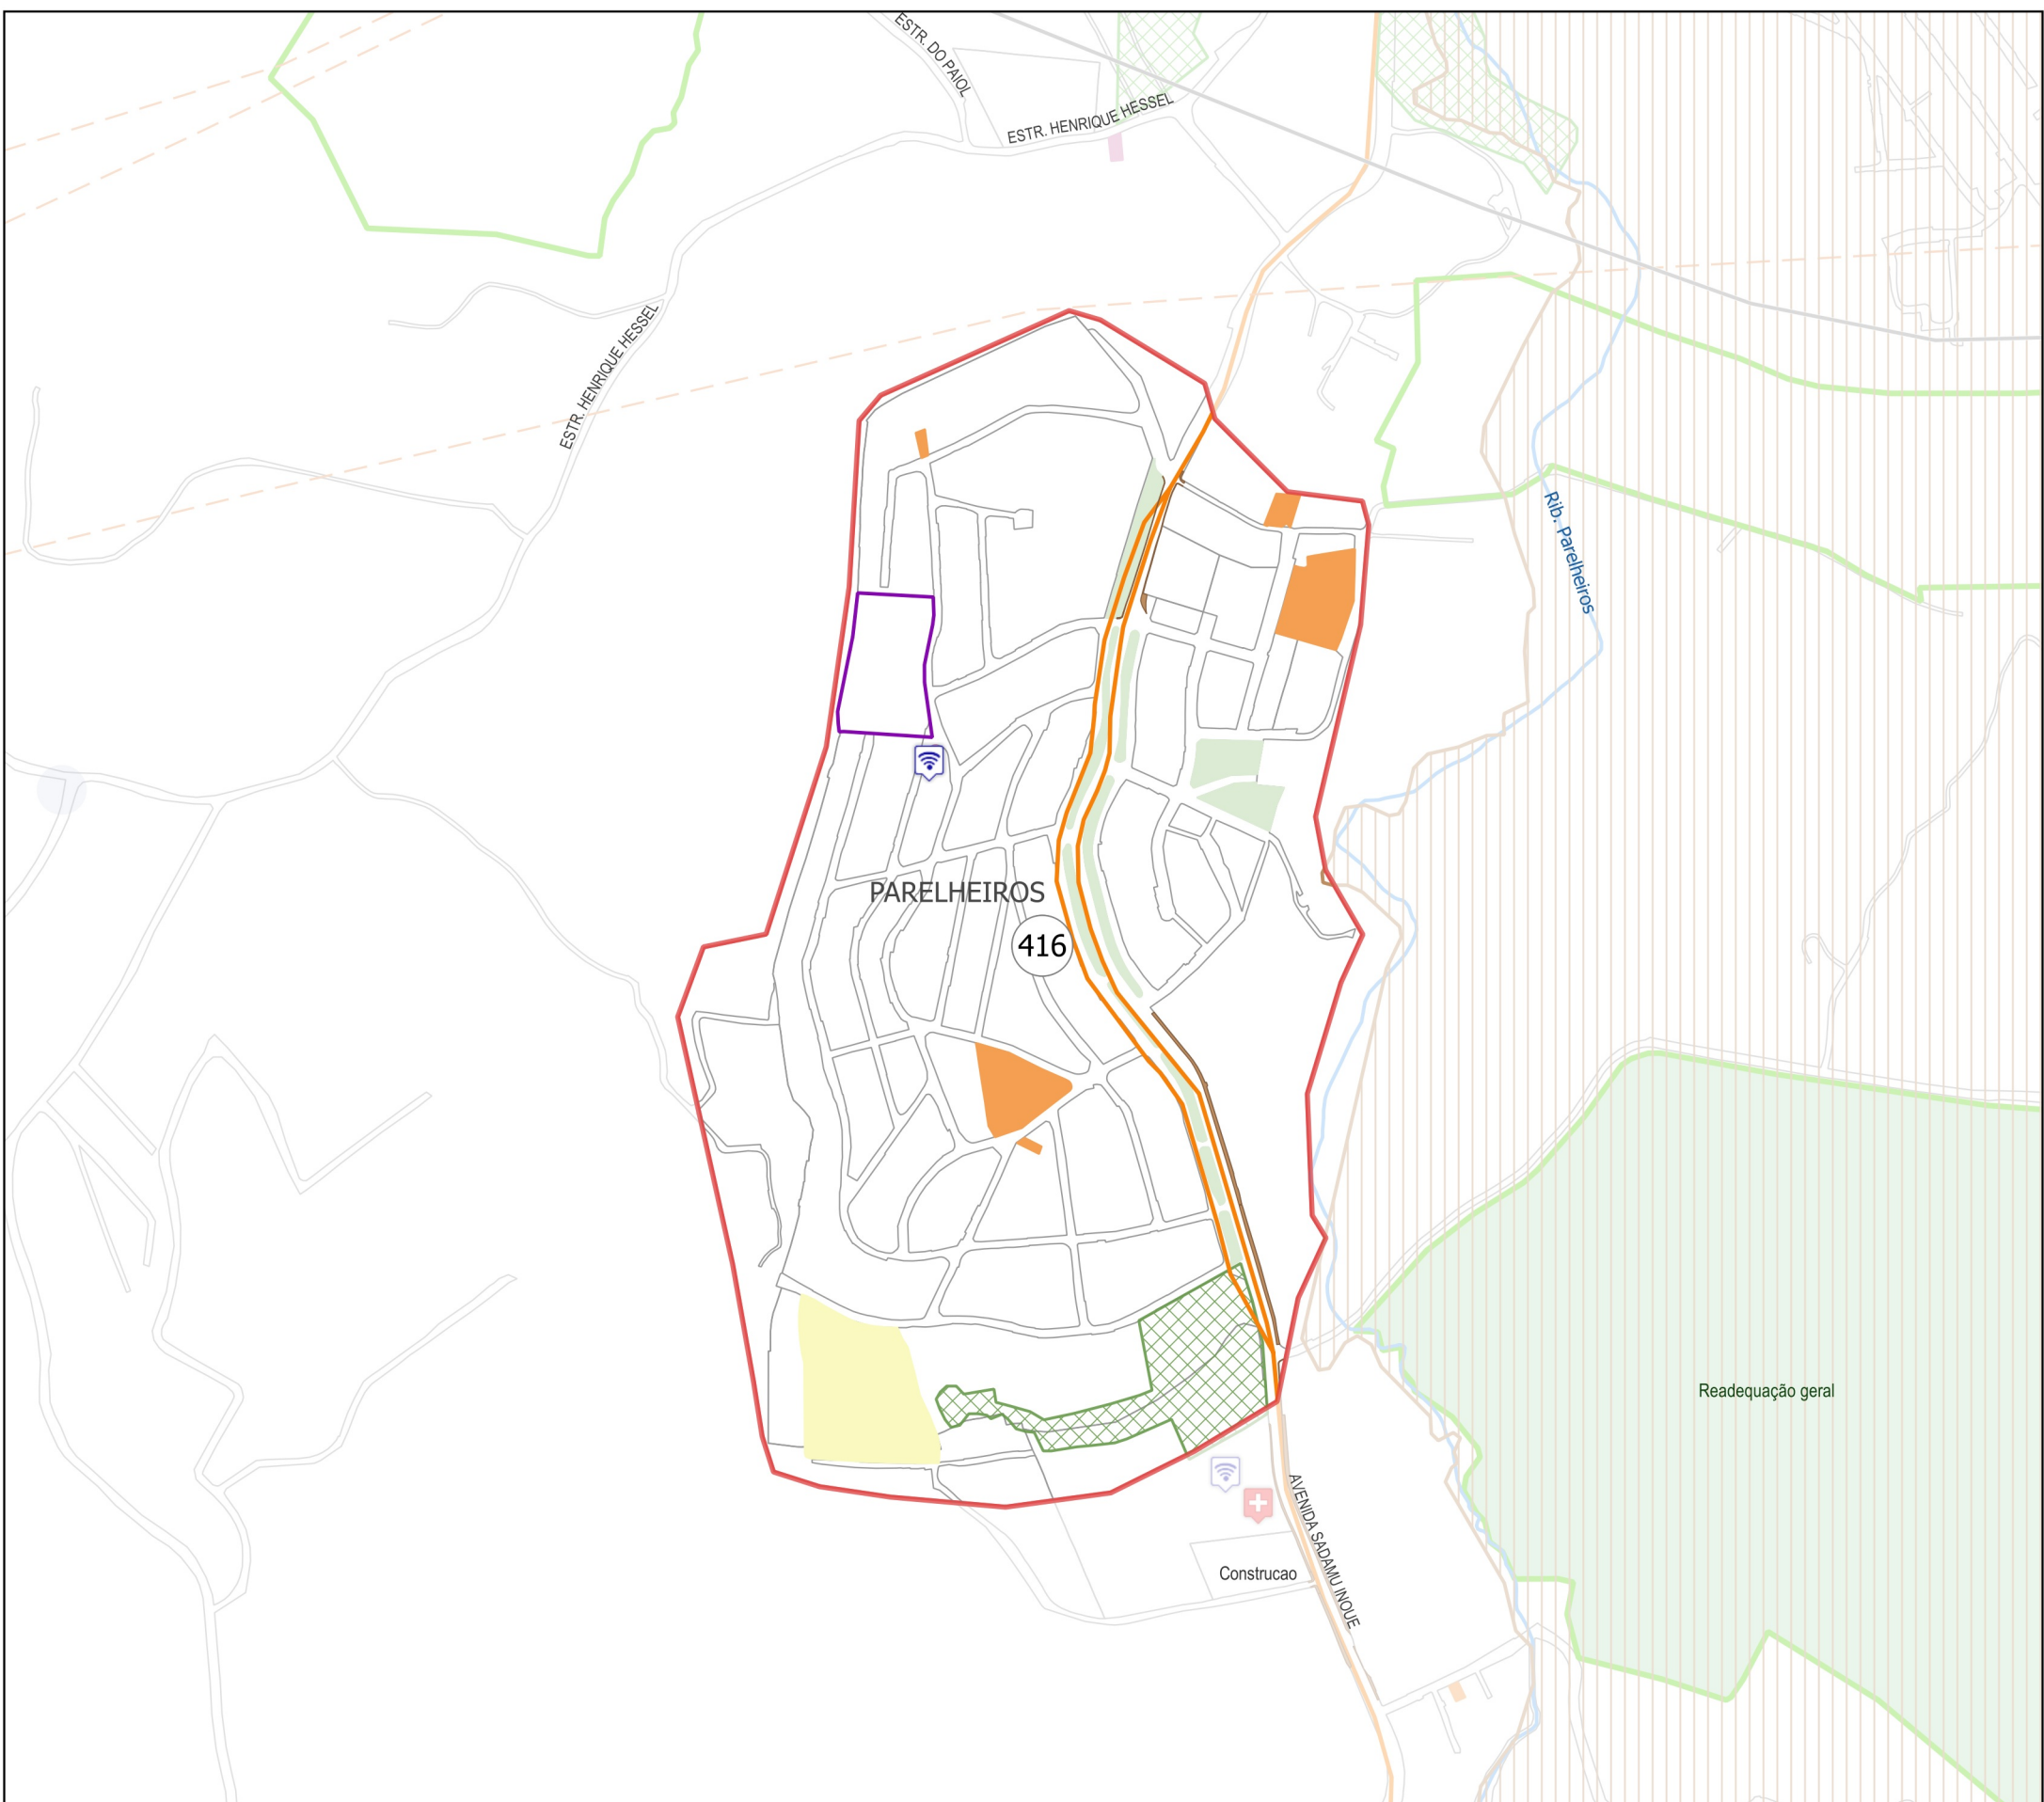 ESTR. DO PAIOL
ESTR. HENRIQUE HESSEL
ESTR. HENRIQUE HESSEL
Rib. Parelheiros
PARELHEIROS
416
Readequação geral
AVENIDA SADAMU INOUE
Construcao